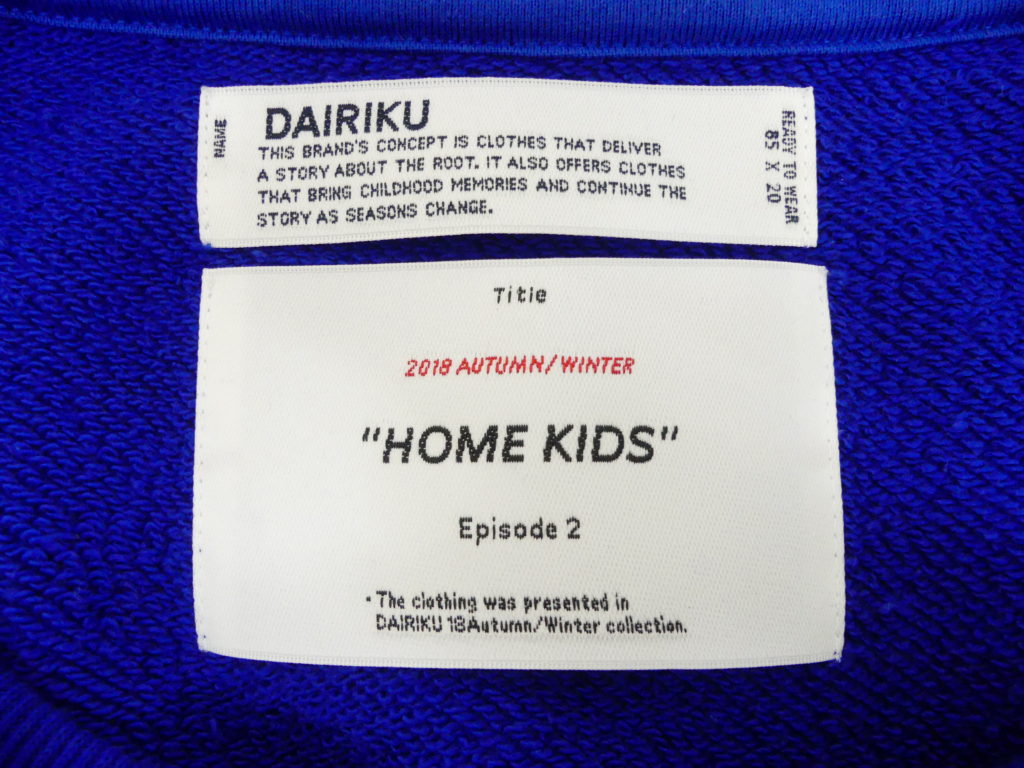 NAME
DAIRIKU
THIS BRAND'S CONCEPT IS CLOTHES THAT DELIVER
A STORY ABOUT THE ROOT. IT ALSO OFFERS CLOTHES
THAT BRING CHILDHOOD MEMORIES AND CONTINUE THE
STORY AS SEASONS CHANGE.
READY TO WEAR
85 X 20
Title
2018 AUTUMN/WINTER
"HOME KIDS"
Episode 2
・The clothing was presented in
DAIRIKU 18Autumn/Winter collection.